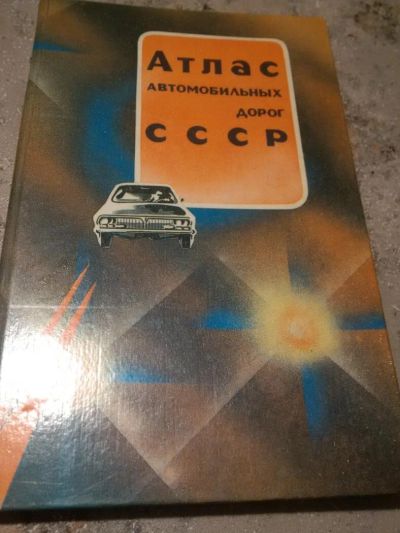 Атлас
автомобильных
дорог
СССР